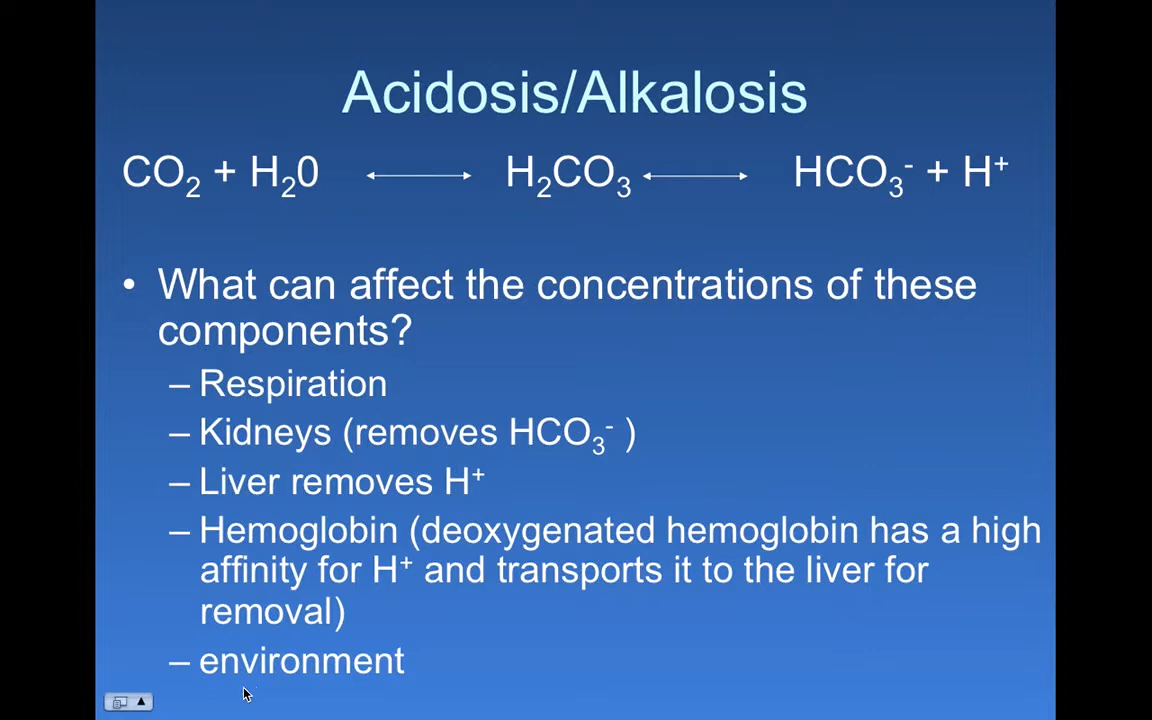 Acidosis/Alkalosis
CO₂ + H₂0 ⟷ H₂CO₃ ⟷ HCO₃⁻ + H⁺
• What can affect the concentrations of these
components?
– Respiration
– Kidneys (removes HCO₃⁻ )
– Liver removes H⁺
– Hemoglobin (deoxygenated hemoglobin has a high
affinity for H⁺ and transports it to the liver for
removal)
– environment